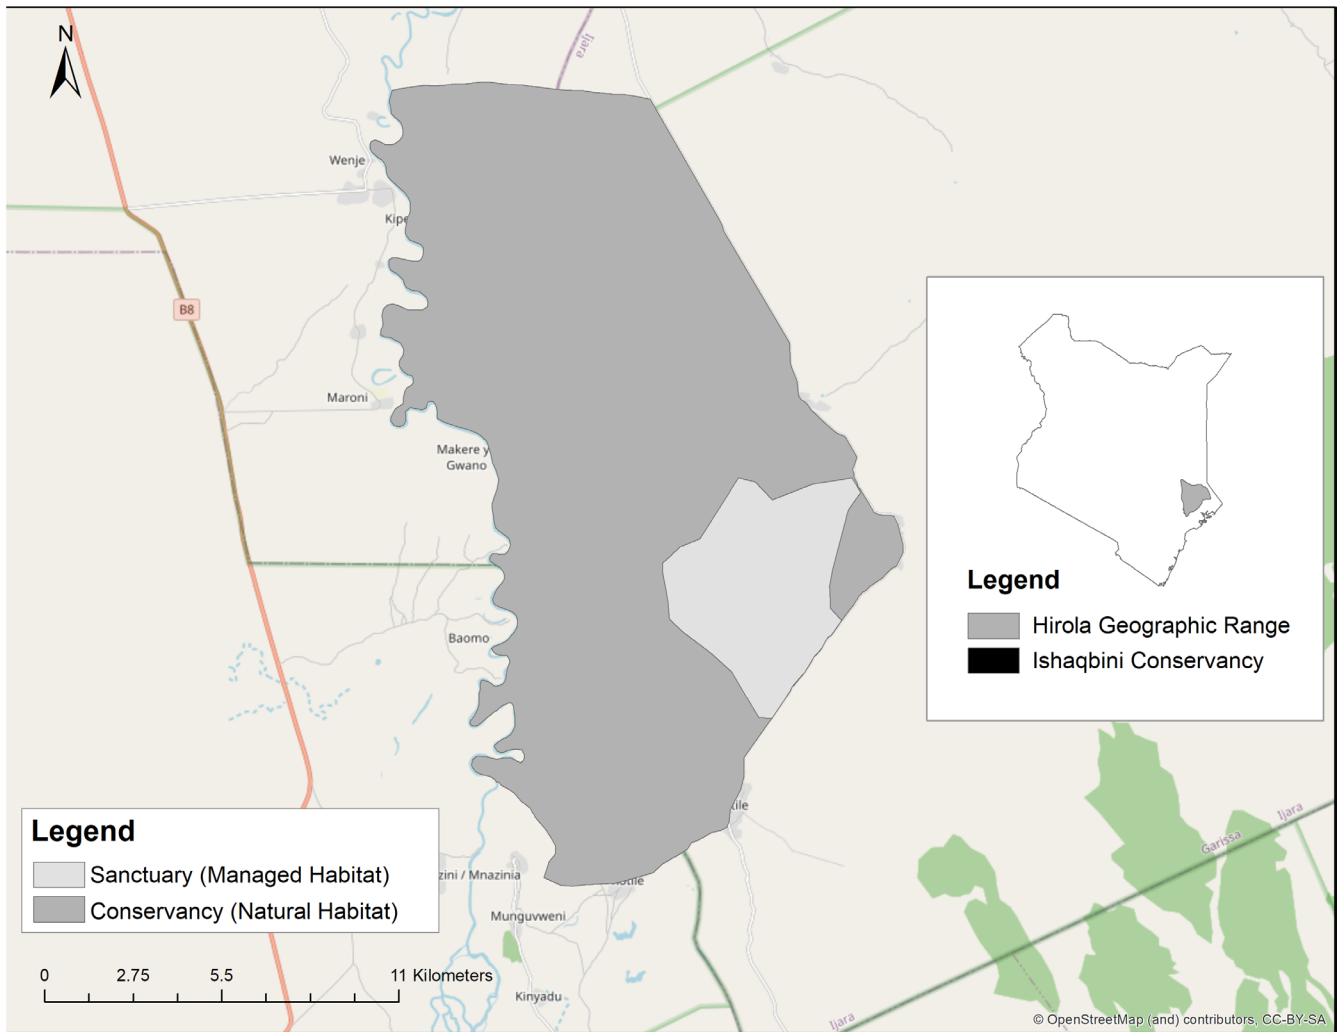 N
Ijara
Wenje
Kipe
B8
Maroni
Makere y
Gwano
Baomo
Legend
Hirola Geographic Range
Ishaqbini Conservancy
Legend
Sanctuary (Managed Habitat)
Conservancy (Natural Habitat)
zini / Mnazinia
Munguvweni
Kinyadu
Garissa
Ijara
Ijara
0 2.75 5.5 11 Kilometers
© OpenStreetMap (and) contributors, CC-BY-SA